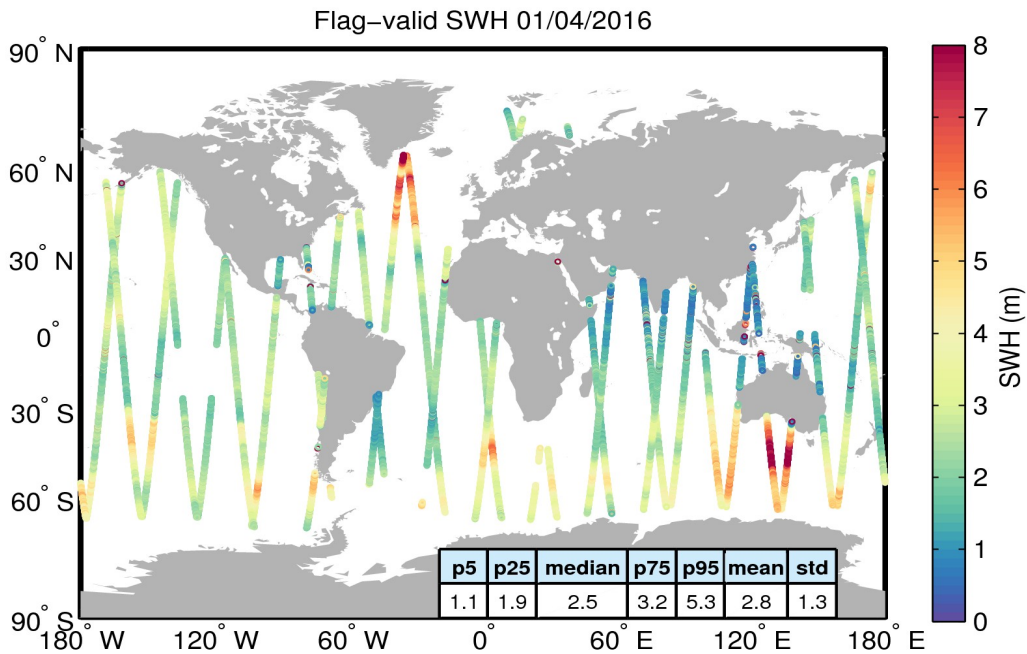 Flag−valid SWH 01/04/2016
90° N
60° N
30° N
0°
30° S
60° S
90° S
180° W
120° W
60° W
0°
60° E
120° E
180° E
p5 p25 median p75 p95 mean std
1.1 1.9 2.5 3.2 5.3 2.8 1.3
8
7
6
5
4
3
2
1
0
SWH (m)